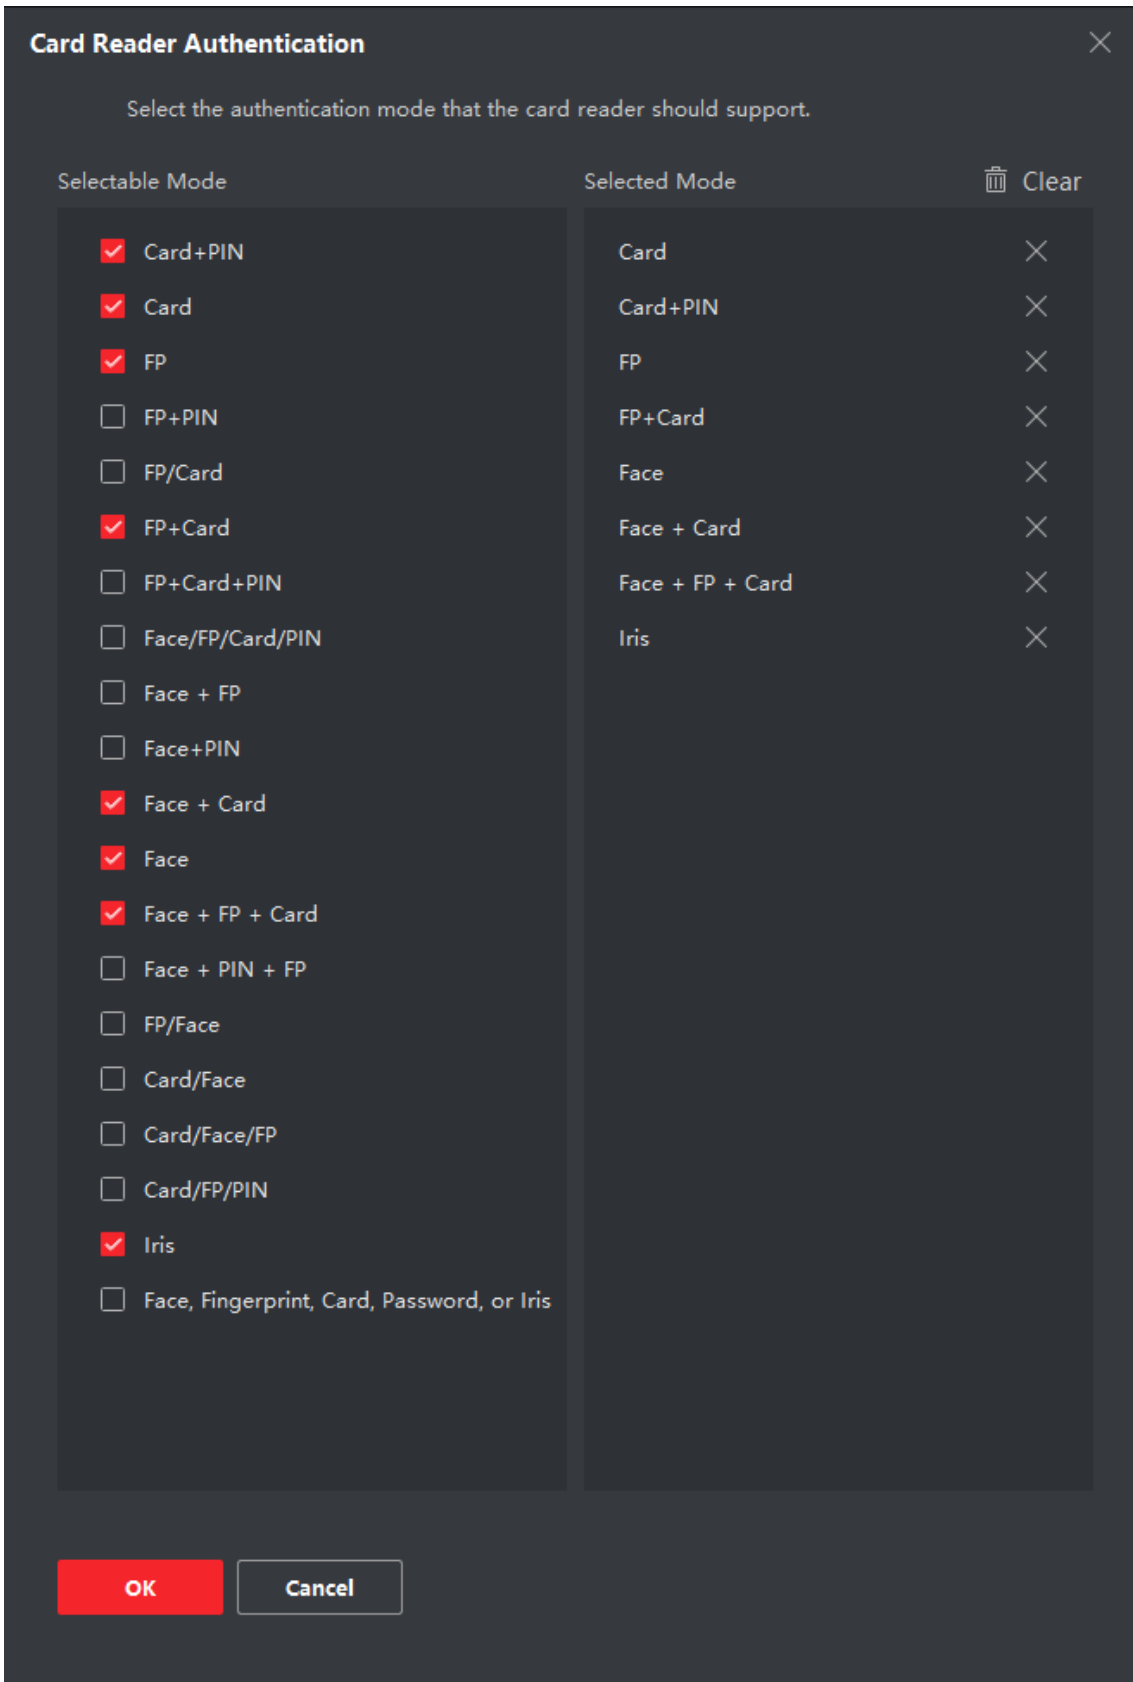 Card Reader Authentication
Select the authentication mode that the card reader should support.
Selectable Mode
Card+PIN
Card
FP
FP+PIN
FP/Card
FP+Card
FP+Card+PIN
Face/FP/Card/PIN
Face + FP
Face+PIN
Face + Card
Face
Face + FP + Card
Face + PIN + FP
FP/Face
Card/Face
Card/Face/FP
Card/FP/PIN
Iris
Face, Fingerprint, Card, Password, or Iris
Selected Mode
Clear
Card
Card+PIN
FP
FP+Card
Face
Face + Card
Face + FP + Card
Iris
OK
Cancel